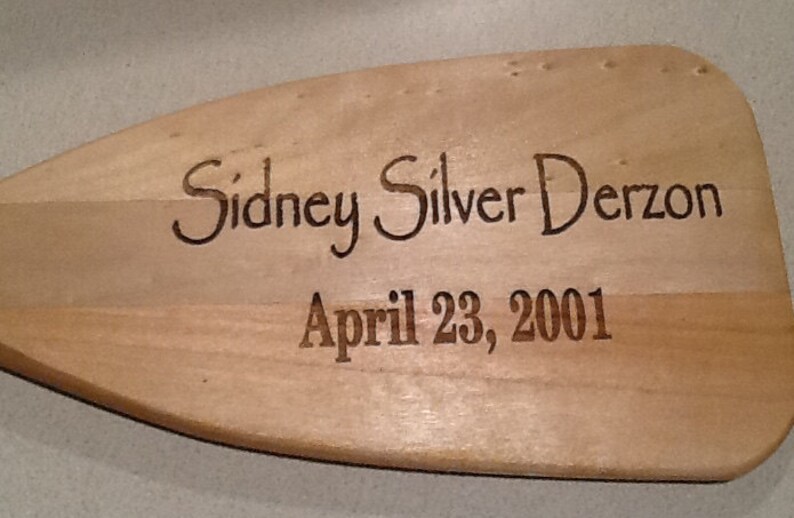 Sidney Silver Derzon
April 23, 2001